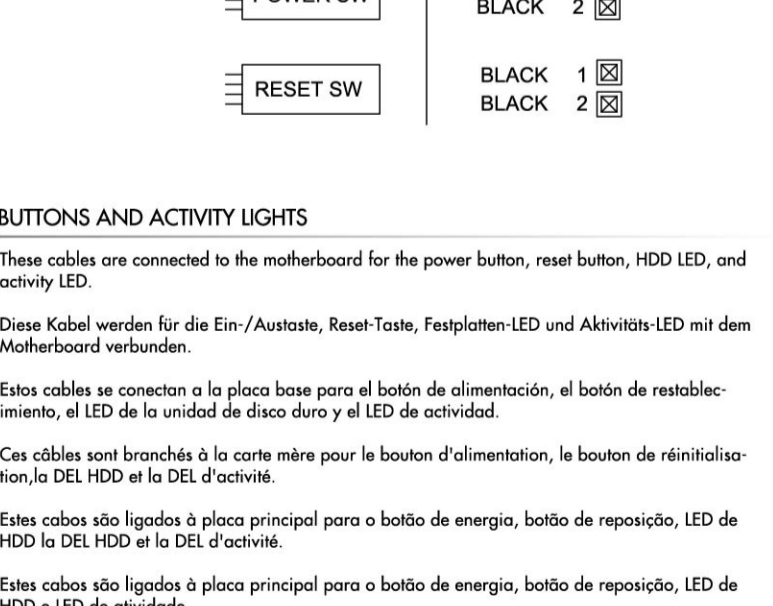 POWER SW
BLACK 2
RESET SW
BLACK 1
BLACK 2
BUTTONS AND ACTIVITY LIGHTS
These cables are connected to the motherboard for the power button, reset button, HDD LED, and
activity LED.
Diese Kabel werden für die Ein-/Austaste, Reset-Taste, Festplatten-LED und Aktivitäts-LED mit dem
Motherboard verbunden.
Estos cables se conectan a la placa base para el botón de alimentación, el botón de restablec-
imiento, el LED de la unidad de disco duro y el LED de actividad.
Ces câbles sont branchés à la carte mère pour le bouton d'alimentation, le bouton de réinitialisa-
tion,la DEL HDD et la DEL d'activité.
Estes cabos são ligados à placa principal para o botão de energia, botão de reposição, LED de
HDD la DEL HDD et la DEL d'activité.
Estes cabos são ligados à placa principal para o botão de energia, botão de reposição, LED de
HDD e LED de atividade.